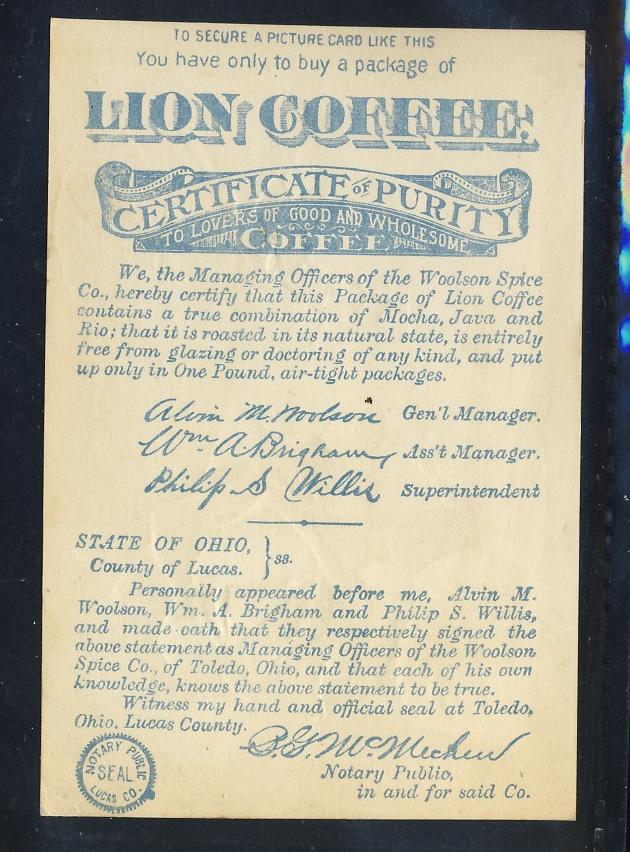 TO SECURE A PICTURE CARD LIKE THIS
You have only to buy a package of
LION COFFEE.
CERTIFICATE OF PURITY
TO LOVERS OF GOOD AND WHOLESOME
COFFEE
We, the Managing Officers of the Woolson Spice
Co., hereby certify that this Package of Lion Coffee
contains a true combination of Mocha, Java and
Rio; that it is roasted in its natural state, is entirely
free from glazing or doctoring of any kind, and put
up only in One Pound, air-tight packages.
Alvin M. Woolson Gen'l Manager.
Wm A Brigham, Ass't Manager.
Philip S Willis Superintendent
STATE OF OHIO,
County of Lucas. } ss.
Personally appeared before me, Alvin M.
Woolson, Wm. A. Brigham and Philip S. Willis,
and made oath that they respectively signed the
above statement as Managing Officers of the Woolson
Spice Co., of Toledo, Ohio, and that each of his own
knowledge, knows the above statement to be true.
Witness my hand and official seal at Toledo,
Ohio, Lucas County.
NOTARY PUBLIC
SEAL
LUCAS CO.
Notary Public,
in and for said Co.